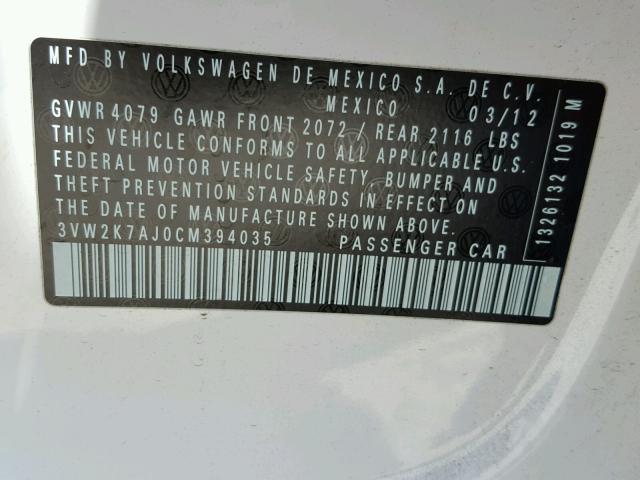 MFD BY VOLKSWAGEN DE MEXICO S.A. DE C.V.
MEXICO 03/12
GVWR 4079 GAWR FRONT 2072 / REAR 2116 LBS
THIS VEHICLE CONFORMS TO ALL APPLICABLE U.S.
FEDERAL MOTOR VEHICLE SAFETY, BUMPER AND
THEFT PREVENTION STANDARDS IN EFFECT ON
THE DATE OF MANUFACTURE SHOWN ABOVE.
3VW2K7AJ0CM394035 PASSENGER CAR
1326132 1019 M